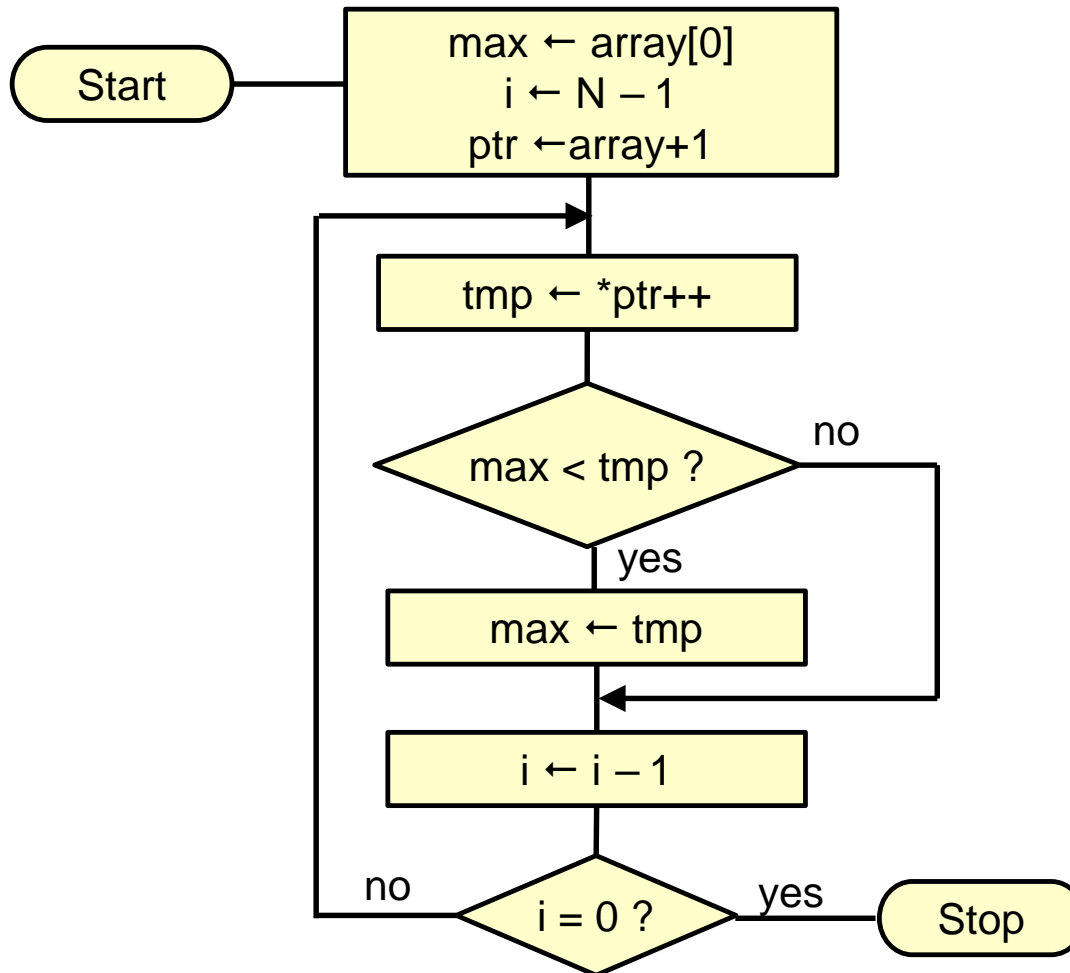 Start
max ← array[0]
i ← N – 1
ptr ←array+1
tmp ← *ptr++
max < tmp ?
no
yes
max ← tmp
i ← i – 1
i = 0 ?
no
yes
Stop